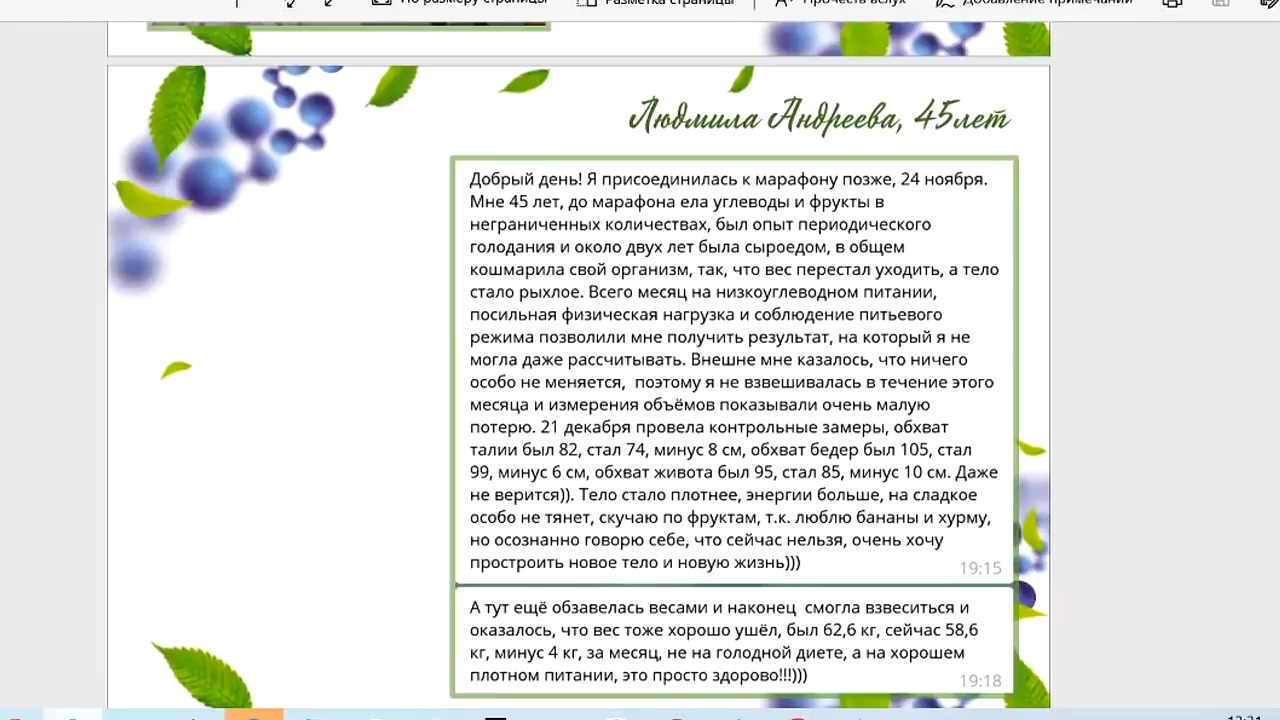 По размеру страницы
Разметка страницы
Прочесть вслух
Добавление примечаний
Людмила Андреева, 45лет
Добрый день! Я присоединилась к марафону позже, 24 ноября.
Мне 45 лет, до марафона ела углеводы и фрукты в
неграниченных количествах, был опыт периодического
голодания и около двух лет была сыроедом, в общем
кошмарила свой организм, так, что вес перестал уходить, а тело
стало рыхлое. Всего месяц на низкоуглеводном питании,
посильная физическая нагрузка и соблюдение питьевого
режима позволили мне получить результат, на который я не
могла даже рассчитывать. Внешне мне казалось, что ничего
особо не меняется,  поэтому я не взвешивалась в течение этого
месяца и измерения объёмов показывали очень малую
потерю. 21 декабря провела контрольные замеры, обхват
талии был 82, стал 74, минус 8 см, обхват бедер был 105, стал
99, минус 6 см, обхват живота был 95, стал 85, минус 10 см. Даже
не верится)). Тело стало плотнее, энергии больше, на сладкое
особо не тянет, скучаю по фруктам, т.к. люблю бананы и хурму,
но осознанно говорю себе, что сейчас нельзя, очень хочу
простроить новое тело и новую жизнь)))
19:15
А тут ещё обзавелась весами и наконец  смогла взвеситься и
оказалось, что вес тоже хорошо ушёл, был 62,6 кг, сейчас 58,6
кг, минус 4 кг, за месяц, не на голодной диете, а на хорошем
плотном питании, это просто здорово!!!)))
19:18